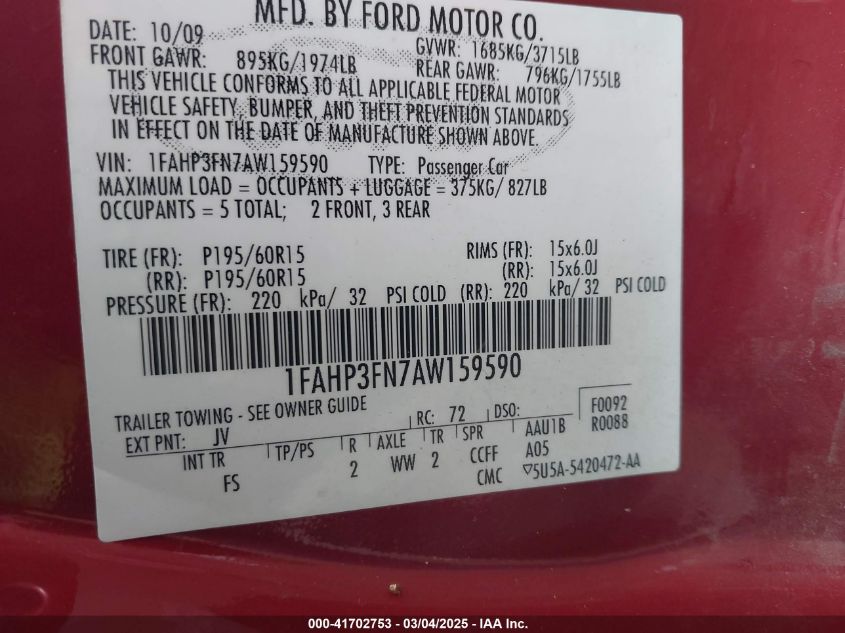 MFD. BY FORD MOTOR CO.
DATE: 10/09 GVWR: 1685KG/3715LB
FRONT GAWR: 895KG/1974LB REAR GAWR: 796KG/1755LB
THIS VEHICLE CONFORMS TO ALL APPLICABLE FEDERAL MOTOR
VEHICLE SAFETY, BUMPER, AND THEFT PREVENTION STANDARDS
IN EFFECT ON THE DATE OF MANUFACTURE SHOWN ABOVE.
VIN: 1FAHP3FN7AW159590 TYPE: Passenger Car
MAXIMUM LOAD = OCCUPANTS + LUGGAGE = 375KG/ 827LB
OCCUPANTS = 5 TOTAL; 2 FRONT, 3 REAR
TIRE (FR): P195/60R15 RIMS (FR): 15x6.0J
(RR): P195/60R15 (RR): 15x6.0J
PRESSURE (FR): 220 kPa/ 32 PSI COLD (RR): 220 kPa/ 32 PSI COLD
1FAHP3FN7AW159590
TRAILER TOWING - SEE OWNER GUIDE RC: 72 DSO: F0092
EXT PNT: JV AAU1B R0088
INT TR TP/PS R AXLE TR SPR A05
FS 2 WW 2 CCFF
CMC 5U5A-5420472-AA
000-41702753 - 03/04/2025 - IAA Inc.